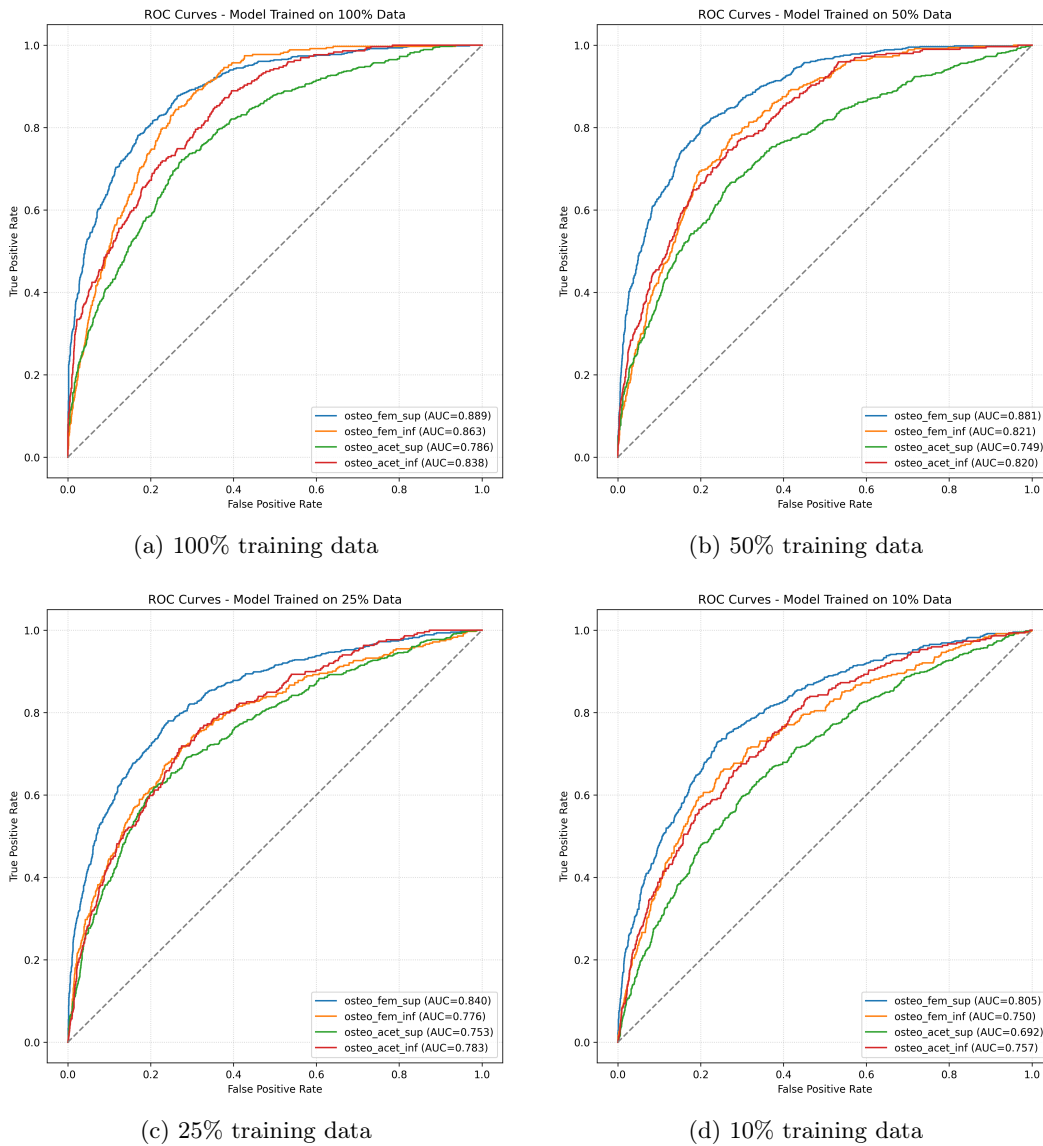 ROC Curves - Model Trained on 100% Data
True Positive Rate
1.0
0.8
0.6
0.4
0.2
0.0
osteo_fem_sup (AUC=0.889)
osteo_fem_inf (AUC=0.863)
osteo_acet_sup (AUC=0.786)
osteo_acet_inf (AUC=0.838)
0.0 0.2 0.4 0.6 0.8 1.0
False Positive Rate
(a) 100% training data
ROC Curves - Model Trained on 50% Data
True Positive Rate
1.0
0.8
0.6
0.4
0.2
0.0
osteo_fem_sup (AUC=0.881)
osteo_fem_inf (AUC=0.821)
osteo_acet_sup (AUC=0.749)
osteo_acet_inf (AUC=0.820)
0.0 0.2 0.4 0.6 0.8 1.0
False Positive Rate
(b) 50% training data
ROC Curves - Model Trained on 25% Data
True Positive Rate
1.0
0.8
0.6
0.4
0.2
0.0
osteo_fem_sup (AUC=0.840)
osteo_fem_inf (AUC=0.776)
osteo_acet_sup (AUC=0.753)
osteo_acet_inf (AUC=0.783)
0.0 0.2 0.4 0.6 0.8 1.0
False Positive Rate
(c) 25% training data
ROC Curves - Model Trained on 10% Data
True Positive Rate
1.0
0.8
0.6
0.4
0.2
0.0
osteo_fem_sup (AUC=0.805)
osteo_fem_inf (AUC=0.750)
osteo_acet_sup (AUC=0.692)
osteo_acet_inf (AUC=0.757)
0.0 0.2 0.4 0.6 0.8 1.0
False Positive Rate
(d) 10% training data